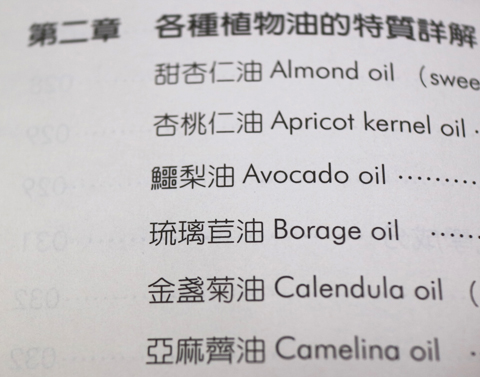 第二章 各種植物油的特質詳解
甜杏仁油 Almond oil (swee
杏桃仁油 Apricot kernel oil
鱷梨油 Avocado oil ………
琉璃苣油 Borage oil ……
金盞菊油 Calendula oil (
亞麻薺油 Camelina oil